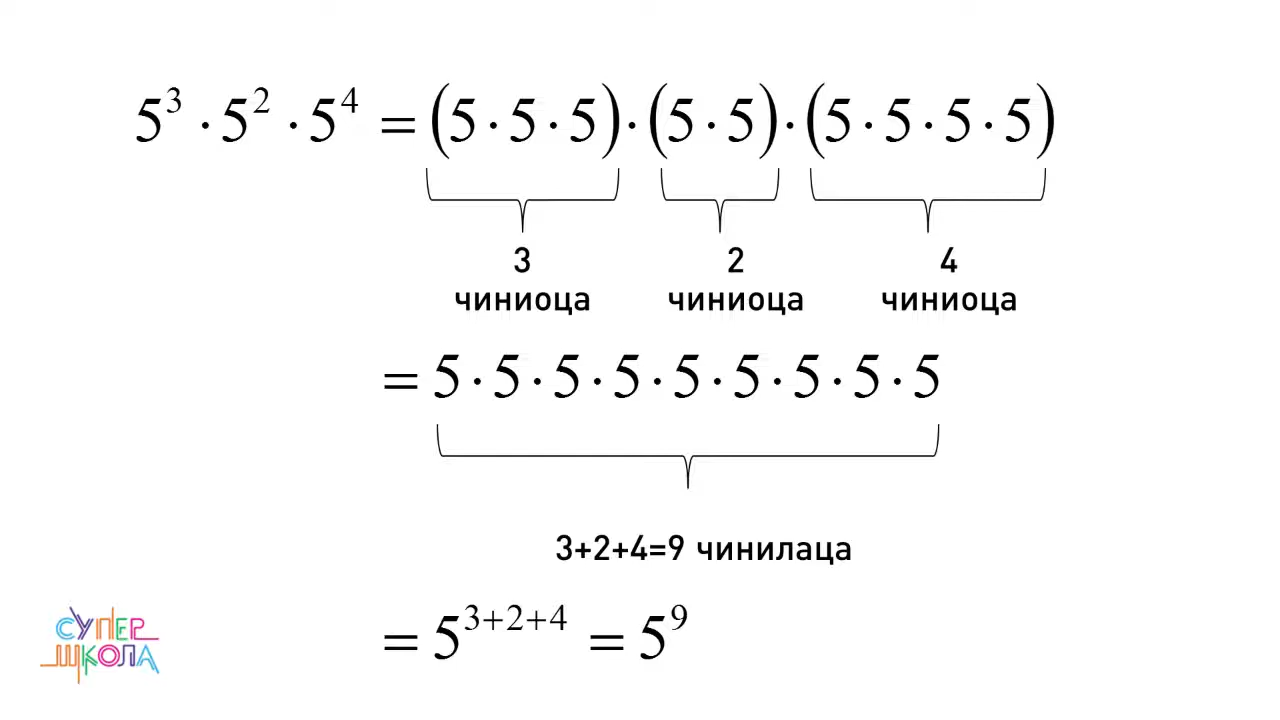 5³ · 5² · 5⁴ = (5 · 5 · 5) · (5 · 5) · (5 · 5 · 5 · 5)
3 2 4
чиниоца чиниоца чиниоца
= 5 · 5 · 5 · 5 · 5 · 5 · 5 · 5 · 5
3+2+4=9 чинилаца
= 5³⁺²⁺⁴ = 5⁹
СУПЕР
ШКОЛА